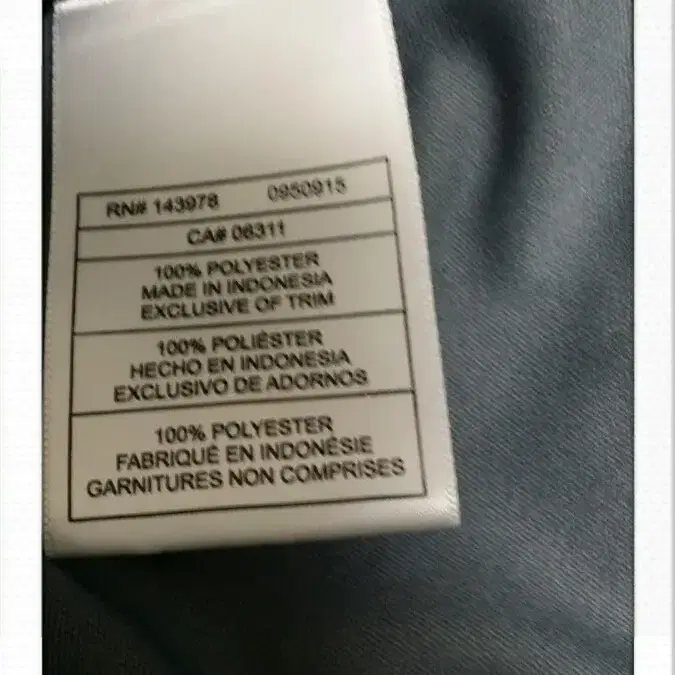 RN# 143978 0950915
CA# 06311
100% POLYESTER
MADE IN INDONESIA
EXCLUSIVE OF TRIM
100% POLIÉSTER
HECHO EN INDONESIA
EXCLUSIVO DE ADORNOS
100% POLYESTER
FABRIQUÉ EN INDONÉSIE
GARNITURES NON COMPRISES